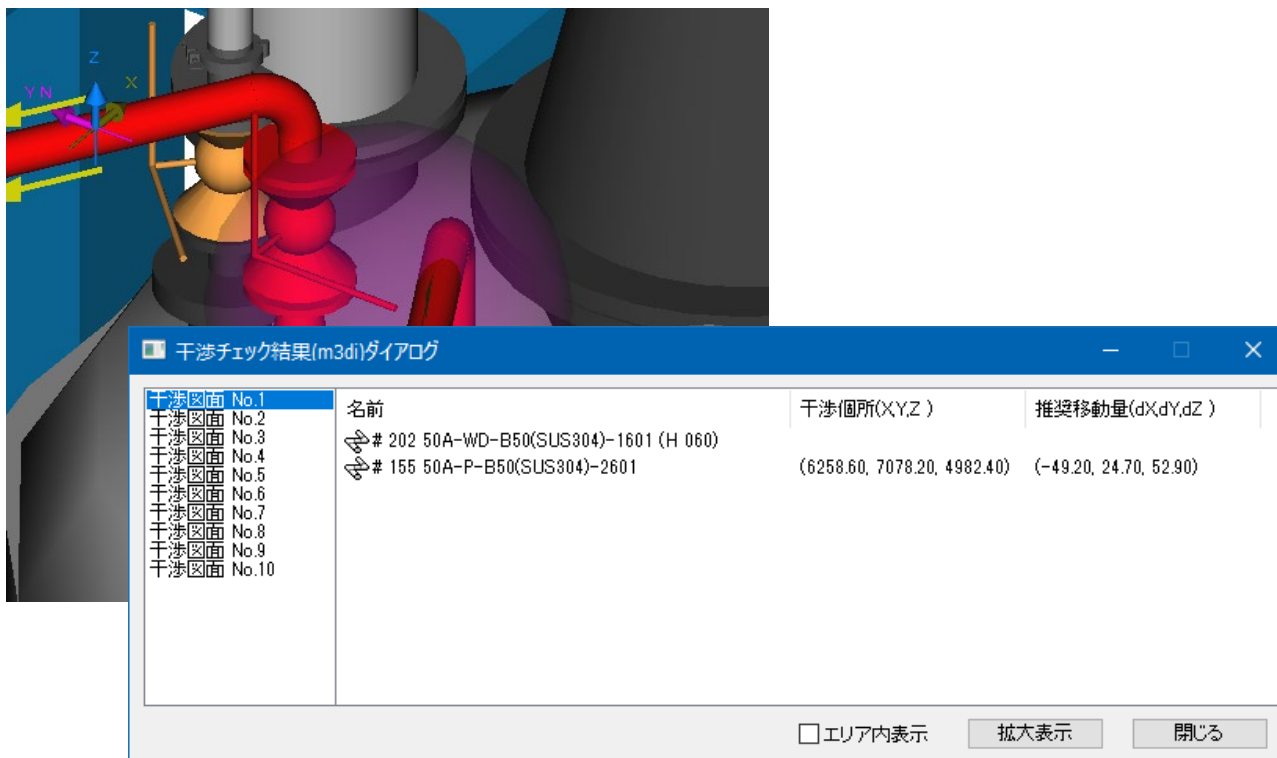 Z
X
Y N
干渉チェック結果(m3di)ダイアログ
干渉図面 No.1
干渉図面 No.2
干渉図面 No.3
干渉図面 No.4
干渉図面 No.5
干渉図面 No.6
干渉図面 No.7
干渉図面 No.8
干渉図面 No.9
干渉図面 No.10
名前 干渉個所(X,Y,Z ) 推奨移動量(dX,dY,dZ )
# 202 50A-WD-B50(SUS304)-1601 (H 060)
# 155 50A-P-B50(SUS304)-2601 (6258.60, 7078.20, 4982.40) (-49.20, 24.70, 52.90)
エリア内表示 拡大表示 閉じる